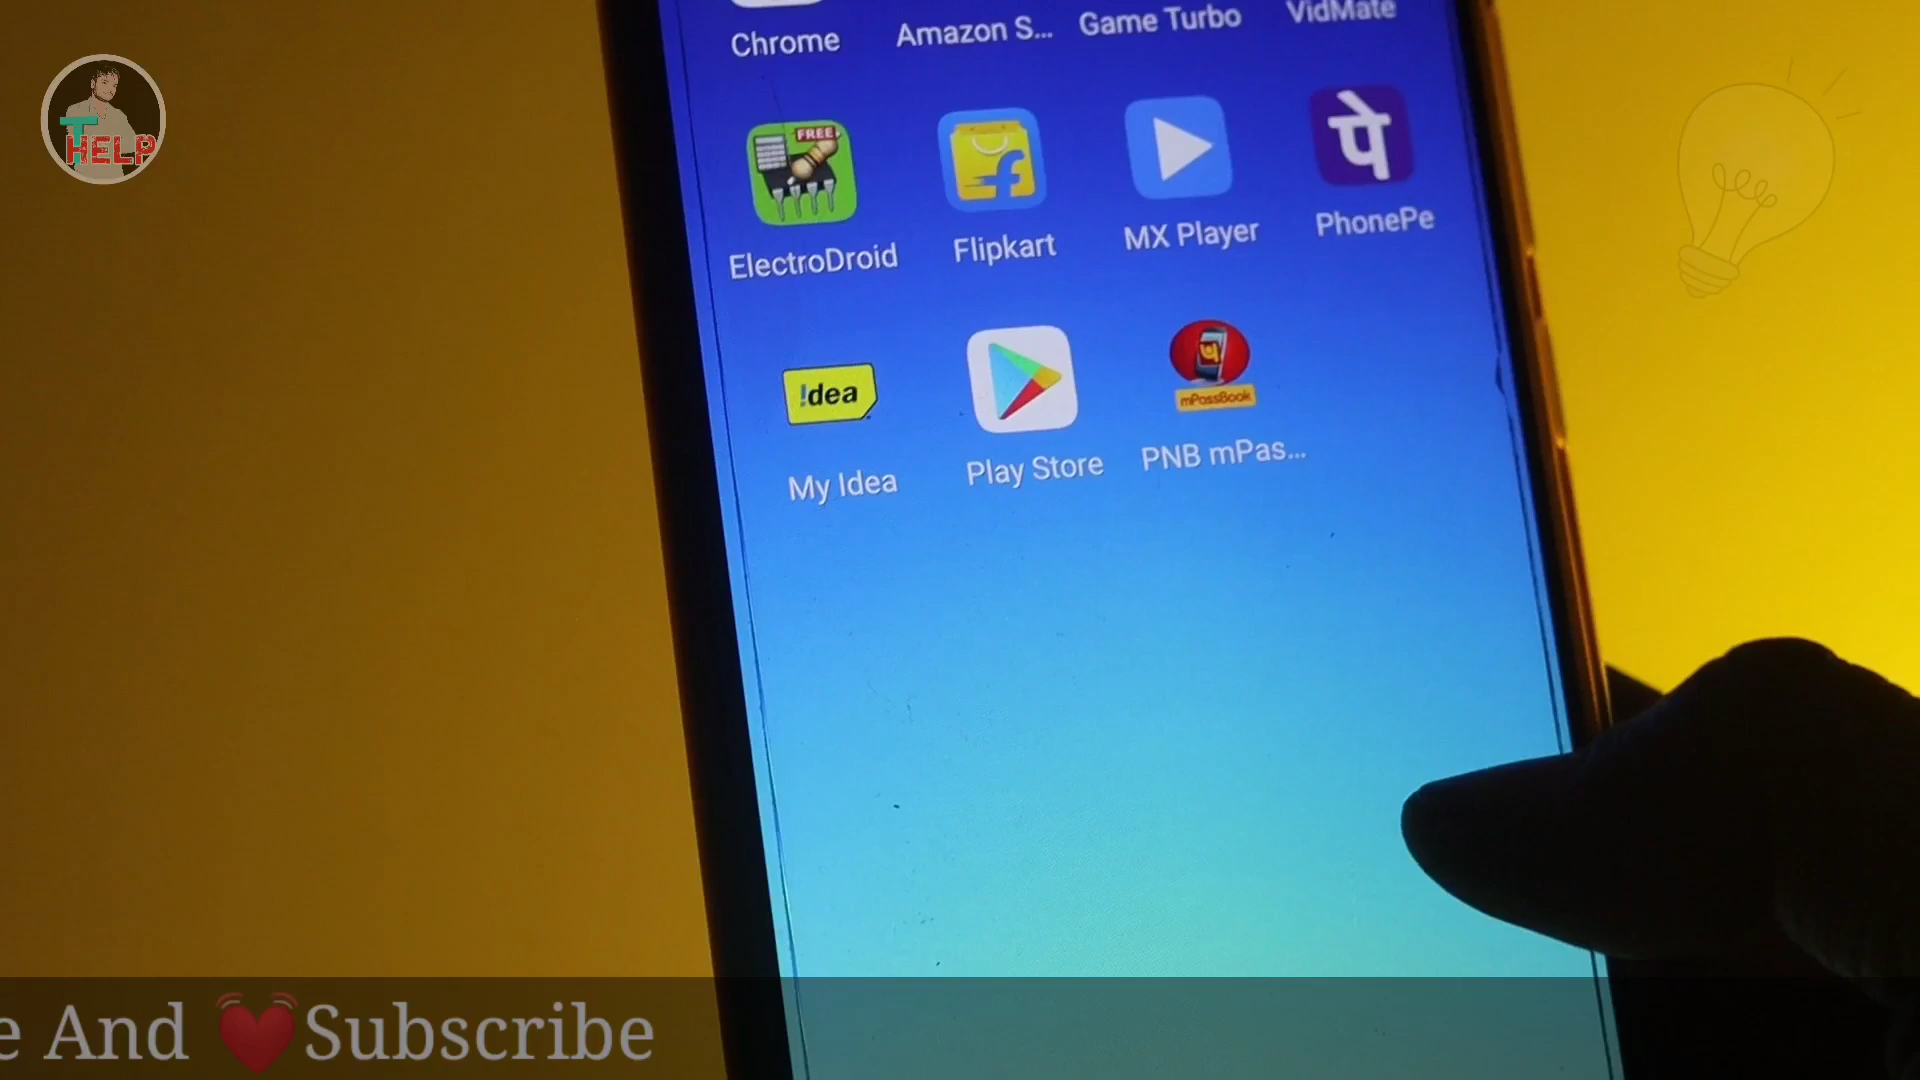 Chrome
Amazon S...
Game Turbo
VidMate
T
HELP
FREE
f
पे
ElectroDroid
Flipkart
MX Player
PhonePe
!dea
mPassBook
My Idea
Play Store
PNB mPas...
e And Subscribe